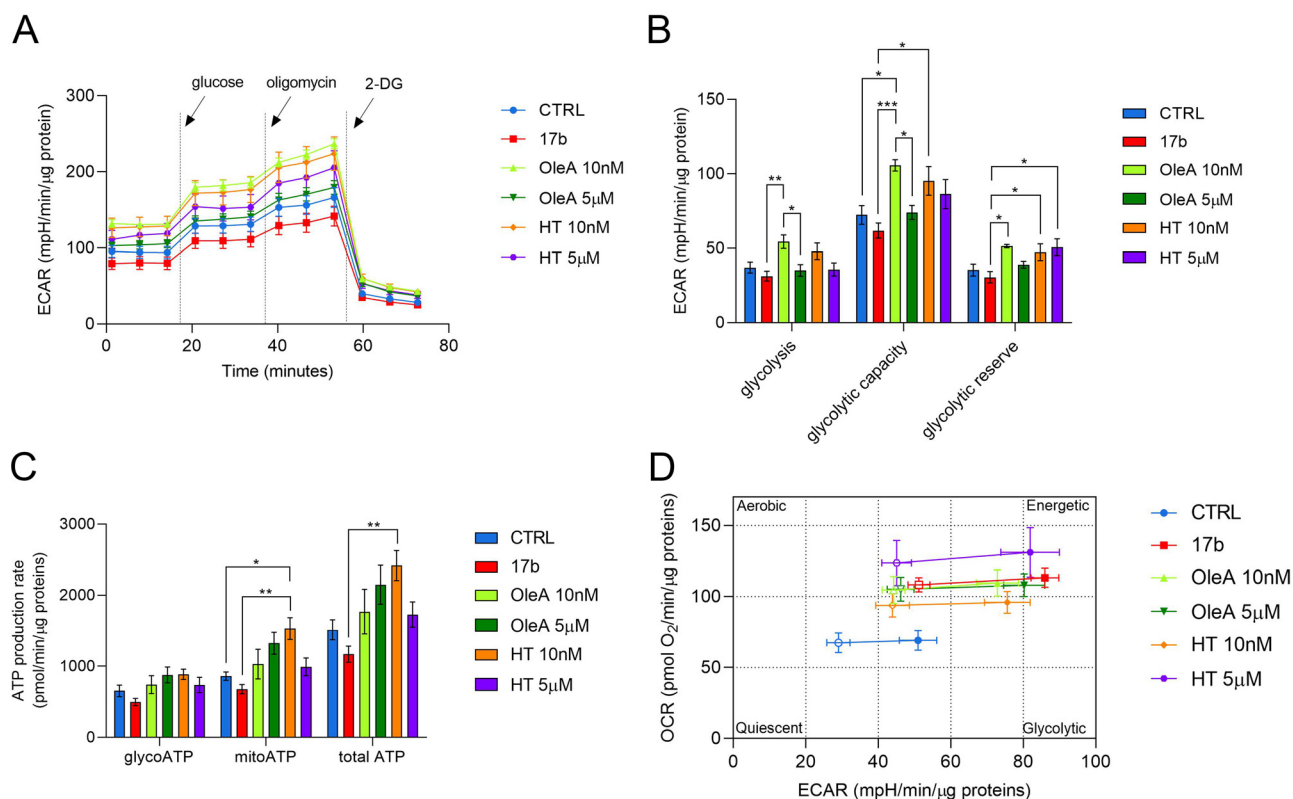 A
glucose
oligomycin
2-DG
ECAR (mpH/min/µg protein)
300
200
100
0
0
20
40
60
80
Time (minutes)
CTRL
17b
OleA 10nM
OleA 5µM
HT 10nM
HT 5µM
B
ECAR (mpH/min/µg protein)
150
100
50
0
*
*
***
*
**
*
*
*
*
glycolysis
glycolytic capacity
glycolytic reserve
CTRL
17b
OleA 10nM
OleA 5µM
HT 10nM
HT 5µM
C
ATP production rate
(pmol/min/µg proteins)
3000
2000
1000
0
*
**
**
glycoATP
mitoATP
total ATP
CTRL
17b
OleA 10nM
OleA 5µM
HT 10nM
HT 5µM
D
OCR (pmol O₂/min/µg proteins)
150
100
50
0
Aerobic
Energetic
Quiescent
Glycolytic
0
20
40
60
80
100
ECAR (mpH/min/µg proteins)
CTRL
17b
OleA 10nM
OleA 5µM
HT 10nM
HT 5µM